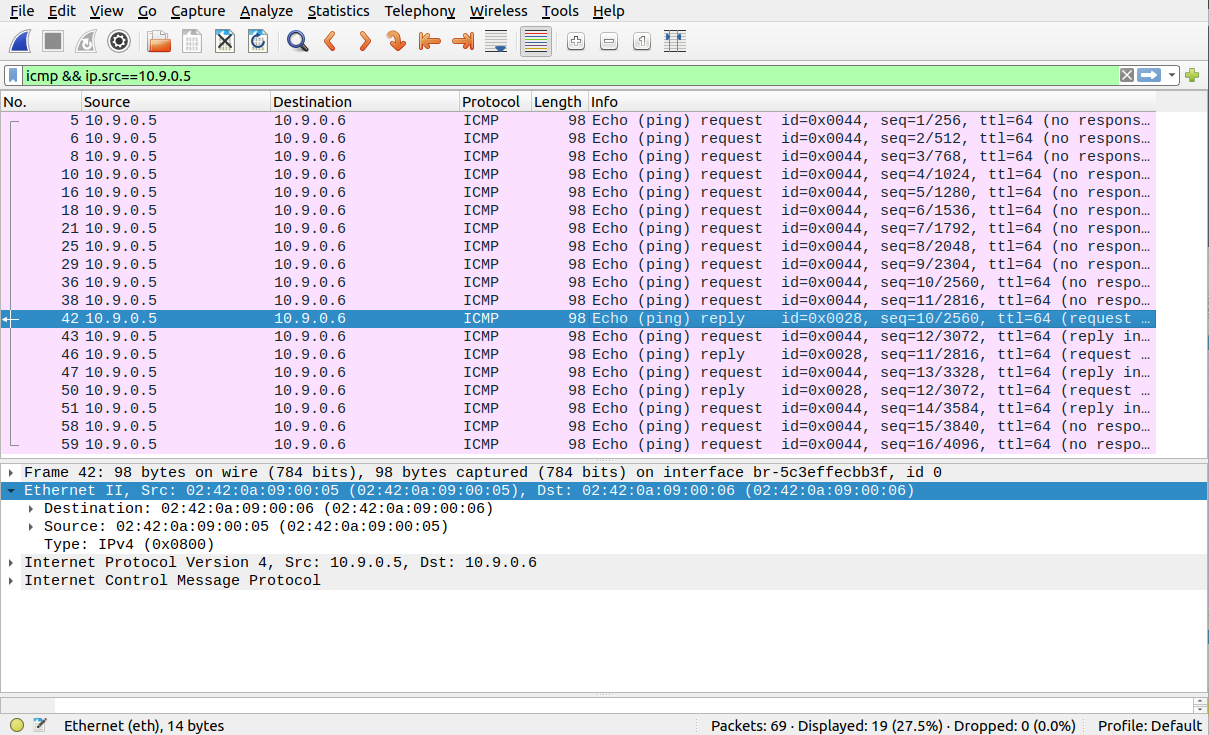 File Edit View Go Capture Analyze Statistics Telephony Wireless Tools Help
icmp && ip.src==10.9.0.5
No. Source Destination Protocol Length Info
5 10.9.0.5 10.9.0.6 ICMP 98 Echo (ping) request id=0x0044, seq=1/256, ttl=64 (no respons…
6 10.9.0.5 10.9.0.6 ICMP 98 Echo (ping) request id=0x0044, seq=2/512, ttl=64 (no respons…
8 10.9.0.5 10.9.0.6 ICMP 98 Echo (ping) request id=0x0044, seq=3/768, ttl=64 (no respons…
10 10.9.0.5 10.9.0.6 ICMP 98 Echo (ping) request id=0x0044, seq=4/1024, ttl=64 (no respon…
16 10.9.0.5 10.9.0.6 ICMP 98 Echo (ping) request id=0x0044, seq=5/1280, ttl=64 (no respon…
18 10.9.0.5 10.9.0.6 ICMP 98 Echo (ping) request id=0x0044, seq=6/1536, ttl=64 (no respon…
21 10.9.0.5 10.9.0.6 ICMP 98 Echo (ping) request id=0x0044, seq=7/1792, ttl=64 (no respon…
25 10.9.0.5 10.9.0.6 ICMP 98 Echo (ping) request id=0x0044, seq=8/2048, ttl=64 (no respon…
29 10.9.0.5 10.9.0.6 ICMP 98 Echo (ping) request id=0x0044, seq=9/2304, ttl=64 (no respon…
36 10.9.0.5 10.9.0.6 ICMP 98 Echo (ping) request id=0x0044, seq=10/2560, ttl=64 (no respo…
38 10.9.0.5 10.9.0.6 ICMP 98 Echo (ping) request id=0x0044, seq=11/2816, ttl=64 (no respo…
42 10.9.0.5 10.9.0.6 ICMP 98 Echo (ping) reply id=0x0028, seq=10/2560, ttl=64 (request …
43 10.9.0.5 10.9.0.6 ICMP 98 Echo (ping) request id=0x0044, seq=12/3072, ttl=64 (reply in…
46 10.9.0.5 10.9.0.6 ICMP 98 Echo (ping) reply id=0x0028, seq=11/2816, ttl=64 (request …
47 10.9.0.5 10.9.0.6 ICMP 98 Echo (ping) request id=0x0044, seq=13/3328, ttl=64 (reply in…
50 10.9.0.5 10.9.0.6 ICMP 98 Echo (ping) reply id=0x0028, seq=12/3072, ttl=64 (request …
51 10.9.0.5 10.9.0.6 ICMP 98 Echo (ping) request id=0x0044, seq=14/3584, ttl=64 (reply in…
58 10.9.0.5 10.9.0.6 ICMP 98 Echo (ping) request id=0x0044, seq=15/3840, ttl=64 (no respo…
59 10.9.0.5 10.9.0.6 ICMP 98 Echo (ping) request id=0x0044, seq=16/4096, ttl=64 (no respo…
Frame 42: 98 bytes on wire (784 bits), 98 bytes captured (784 bits) on interface br-5c3effecbb3f, id 0
Ethernet II, Src: 02:42:0a:09:00:05 (02:42:0a:09:00:05), Dst: 02:42:0a:09:00:06 (02:42:0a:09:00:06)
Destination: 02:42:0a:09:00:06 (02:42:0a:09:00:06)
Source: 02:42:0a:09:00:05 (02:42:0a:09:00:05)
Type: IPv4 (0x0800)
Internet Protocol Version 4, Src: 10.9.0.5, Dst: 10.9.0.6
Internet Control Message Protocol
Ethernet (eth), 14 bytes Packets: 69 · Displayed: 19 (27.5%) · Dropped: 0 (0.0%) Profile: Default